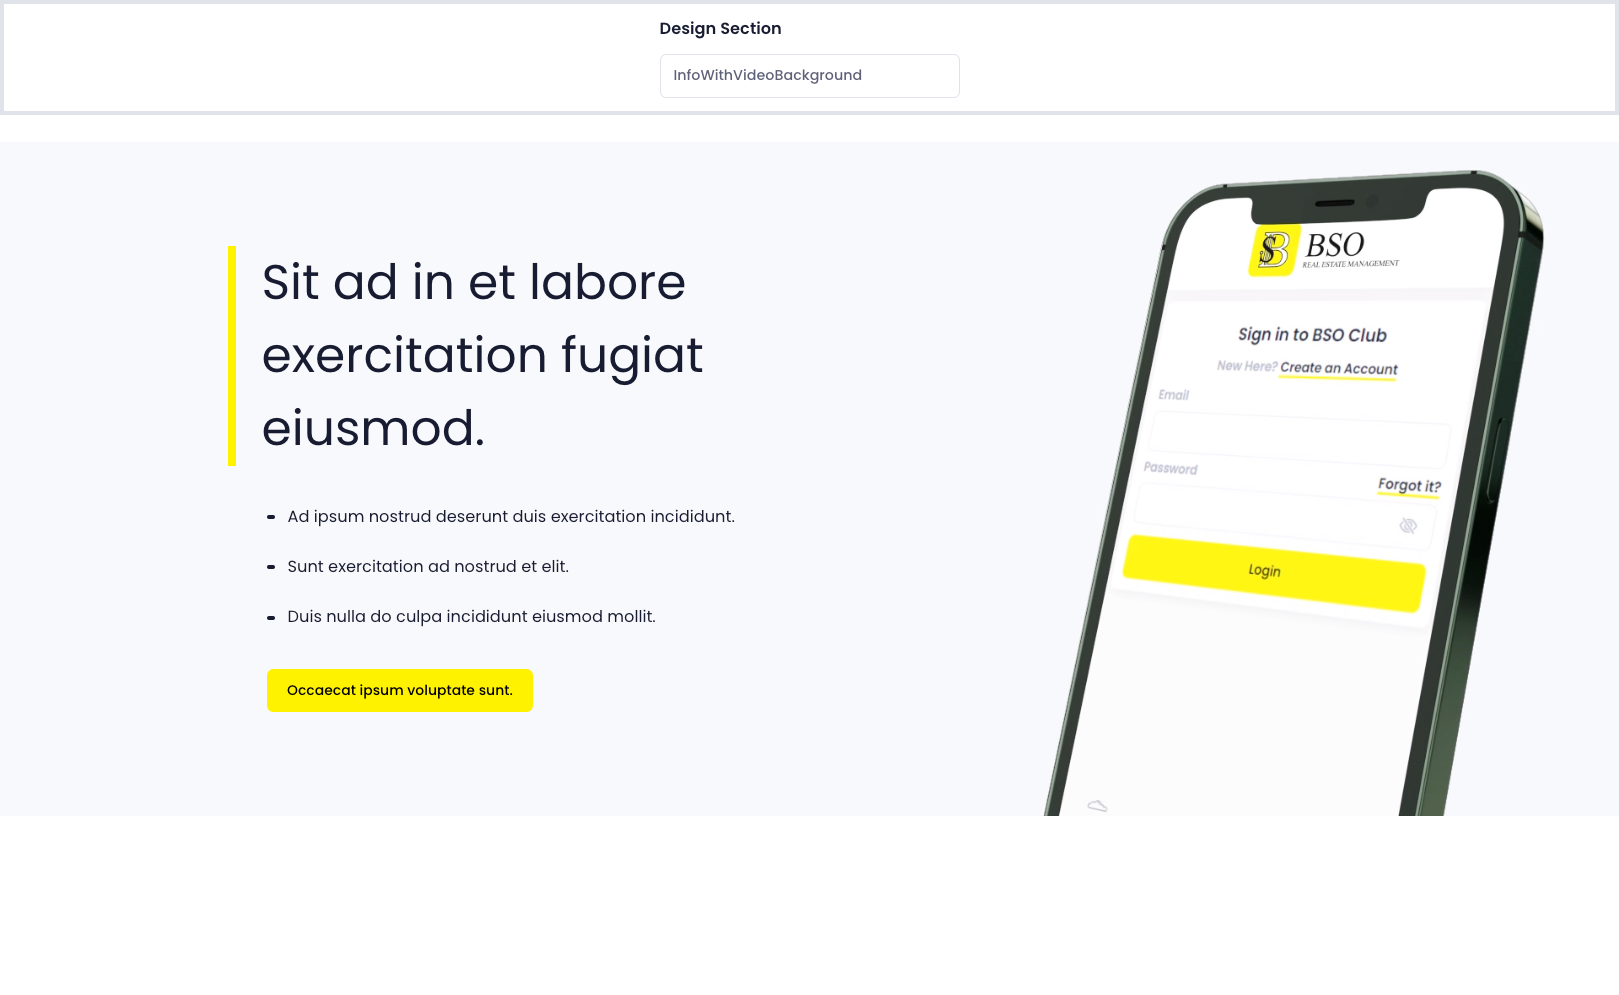 Design Section
InfoWithVideoBackground
Sit ad in et labore
exercitation fugiat
eiusmod.
Ad ipsum nostrud deserunt duis exercitation incididunt.
Sunt exercitation ad nostrud et elit.
Duis nulla do culpa incididunt eiusmod mollit.
Occaecat ipsum voluptate sunt.
B$ BSO
REAL ESTATE MANAGEMENT
Sign in to BSO Club
New Here? Create an Account
Email
Password
Forgot it?
Login